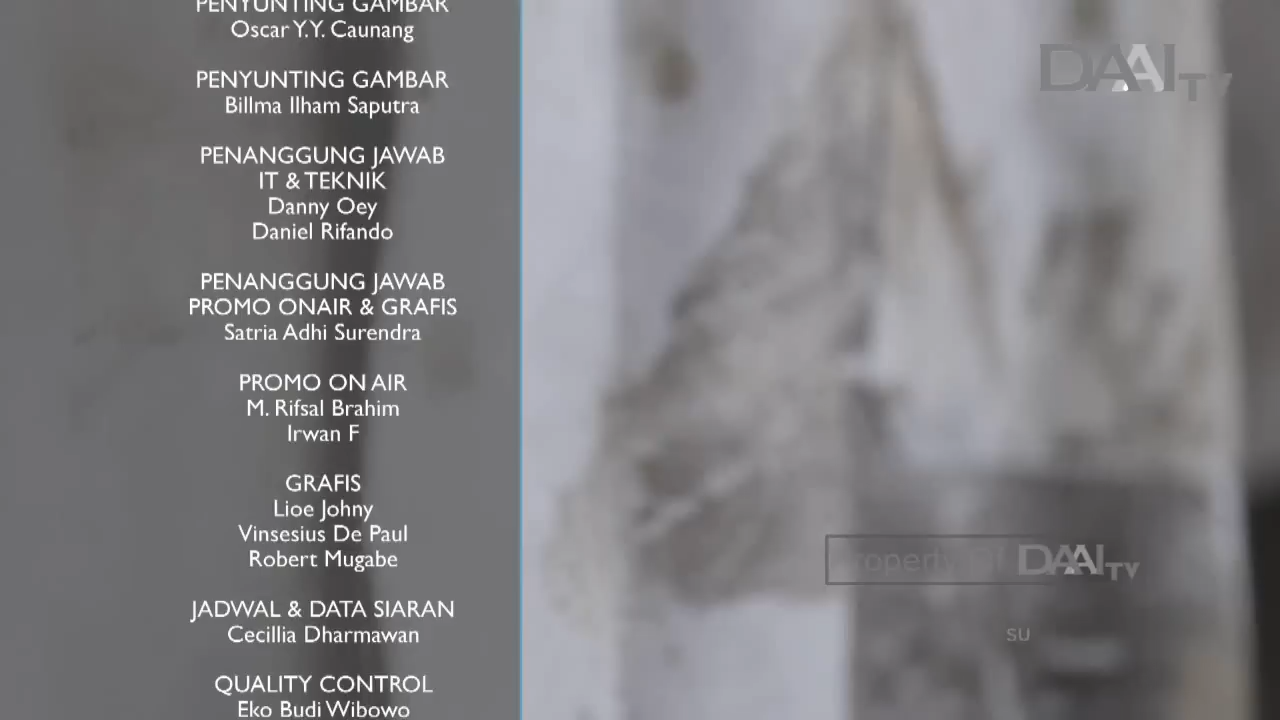 PENYUNTING GAMBAR
Oscar Y.Y. Caunang
PENYUNTING GAMBAR
Billma Ilham Saputra
PENANGGUNG JAWAB
IT & TEKNIK
Danny Oey
Daniel Rifando
PENANGGUNG JAWAB
PROMO ONAIR & GRAFIS
Satria Adhi Surendra
PROMO ON AIR
M. Rifsal Brahim
Irwan F
GRAFIS
Lioe Johny
Vinsesius De Paul
Robert Mugabe
JADWAL & DATA SIARAN
Cecillia Dharmawan
QUALITY CONTROL
Eko Budi Wibowo
DAAI TV
Property Of DAAI TV
SU